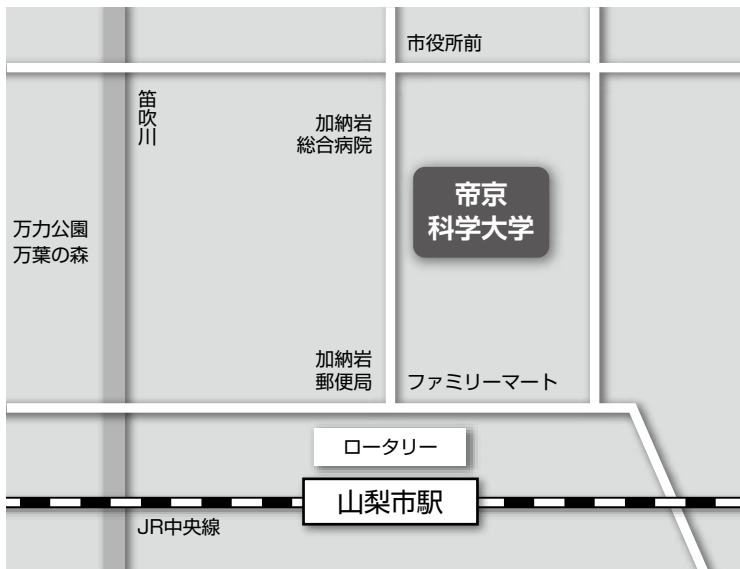 市役所前
笛吹川
加納岩
総合病院
帝京
科学大学
万力公園
万葉の森
加納岩
郵便局
ファミリーマート
ロータリー
山梨市駅
JR中央線